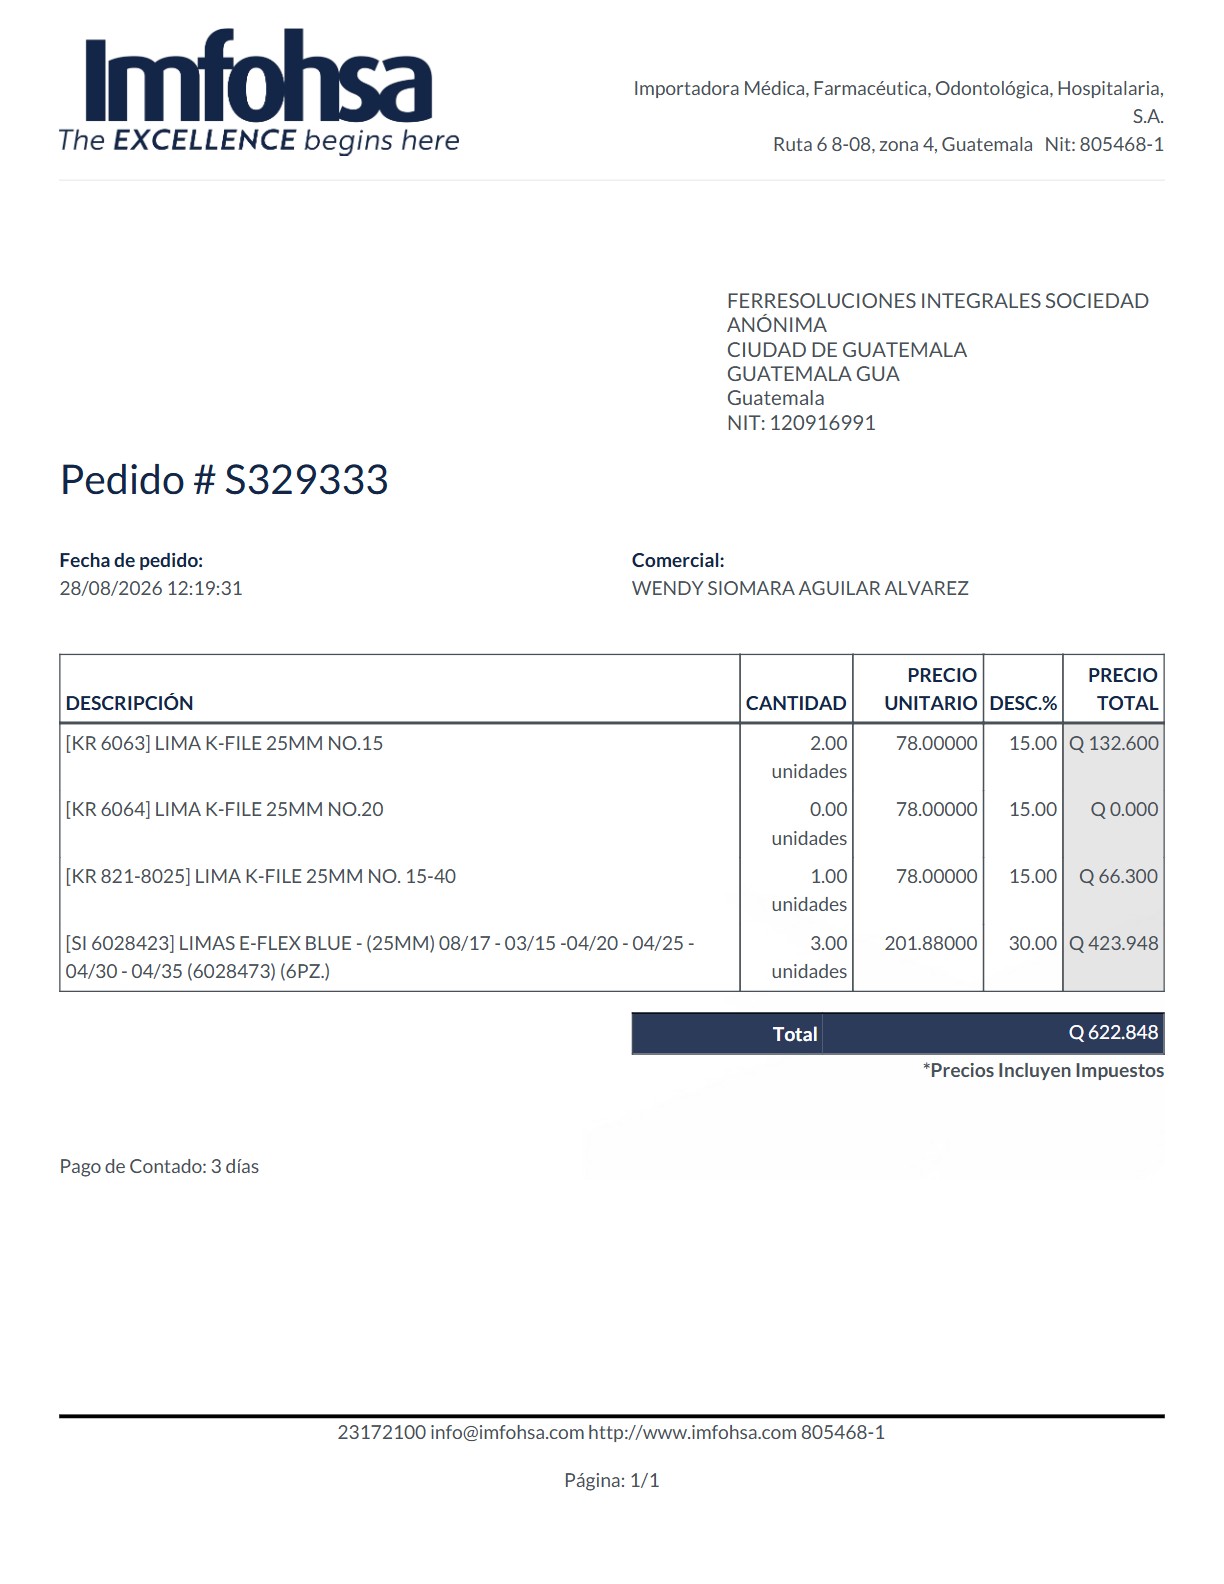 Imfohsa
The EXCELLENCE begins here
Importadora Médica, Farmacéutica, Odontológica, Hospitalaria,
S.A.
Ruta 6 8-08, zona 4, Guatemala Nit: 805468-1
FERRESOLUCIONES INTEGRALES SOCIEDAD
ANÓNIMA
CIUDAD DE GUATEMALA
GUATEMALA GUA
Guatemala
NIT: 120916991
Pedido # S329333
Fecha de pedido:
28/08/2026 12:19:31
Comercial:
WENDY SIOMARA AGUILAR ALVAREZ
DESCRIPCIÓN CANTIDAD PRECIO UNITARIO DESC.% PRECIO TOTAL
[KR 6063] LIMA K-FILE 25MM NO.15 2.00 78.00000 15.00 Q 132.600
unidades
[KR 6064] LIMA K-FILE 25MM NO.20 0.00 78.00000 15.00 Q 0.000
unidades
[KR 821-8025] LIMA K-FILE 25MM NO. 15-40 1.00 78.00000 15.00 Q 66.300
unidades
[SI 6028423] LIMAS E-FLEX BLUE - (25MM) 08/17 - 03/15 -04/20 - 04/25 - 3.00 201.88000 30.00 Q 423.948
04/30 - 04/35 (6028473) (6PZ.) unidades
Total Q 622.848
*Precios Incluyen Impuestos
Pago de Contado: 3 días
23172100 info@imfohsa.com http://www.imfohsa.com 805468-1
Página: 1/1